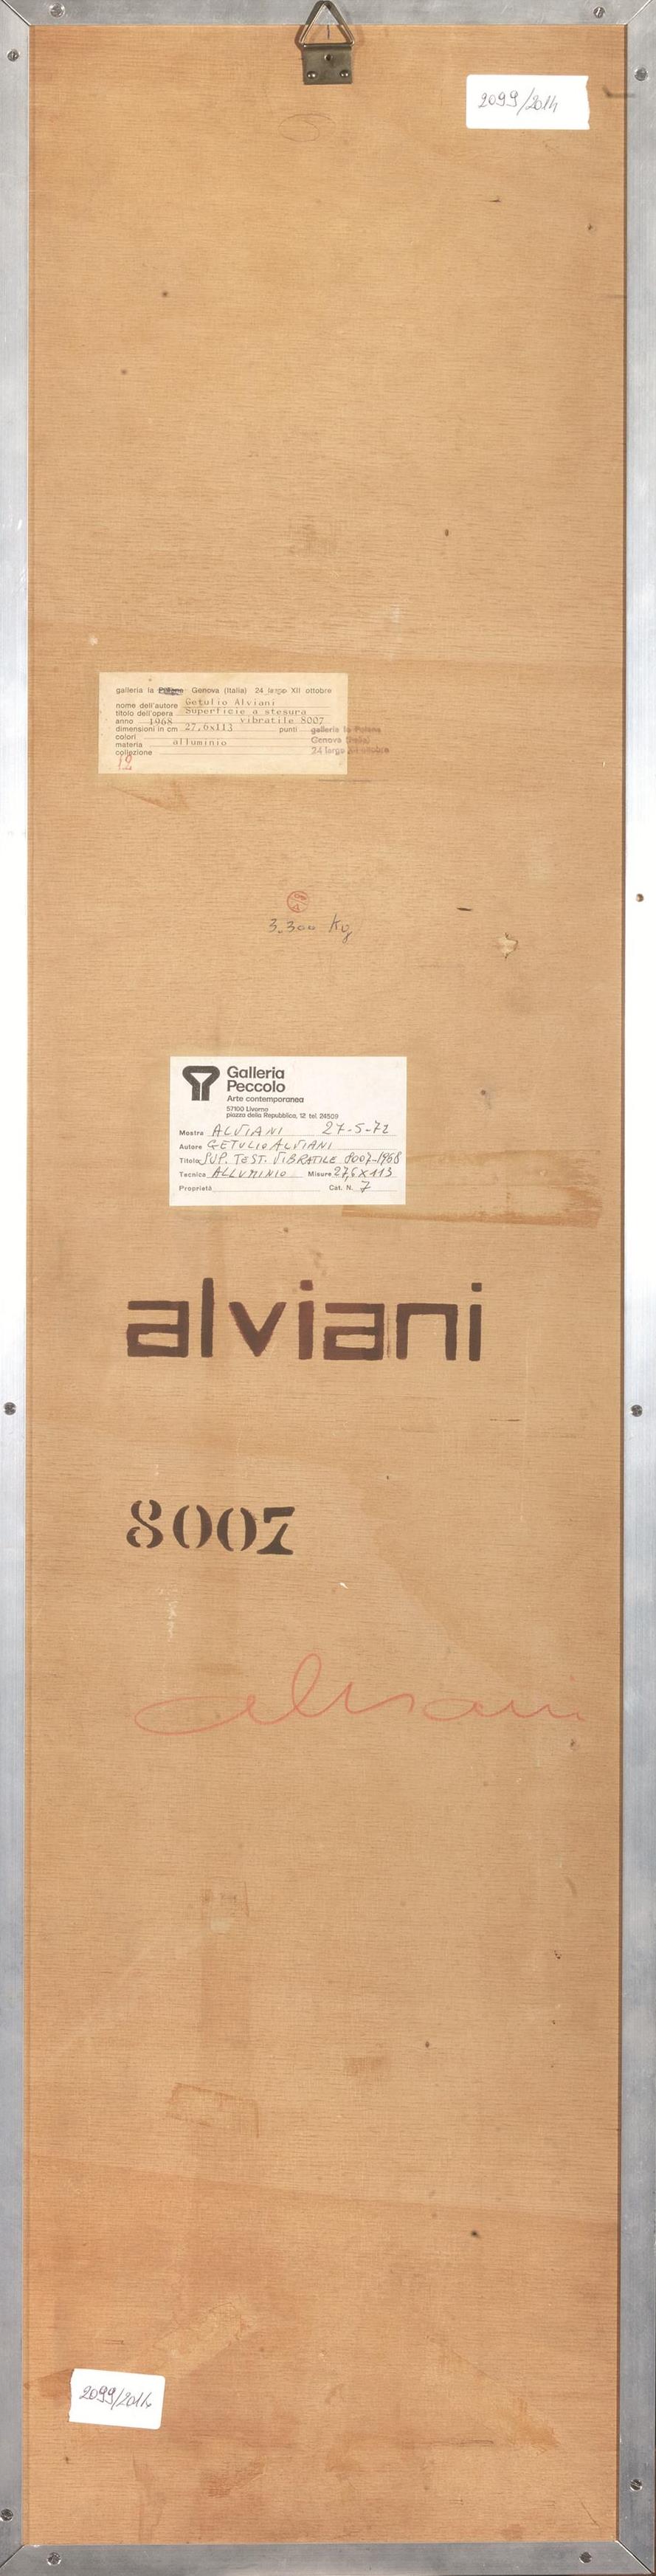 2099/2014
galleria la Polena Genova (Italia) 24 largo XII ottobre
nome dell'autore Getulio Alviani
titolo dell'opera Superficie a stesura
anno 1968 vibratile 8007
dimensioni in cm 27,6x113 punti
colori
materia alluminio
collezione
12
galleria la Polena
Genova (Italia)
24 largo XII ottobre
3.300 Kg
Galleria
Peccolo
Arte contemporanea
57100 Livorno
piazza della Repubblica, 12 tel. 24509
Mostra ALVIANI 27-5-72
Autore GETULIO ALVIANI
Titolo SUP. TEST. VIBRATILE 8007-1968
Tecnica ALLUMINIO Misure 27,6X113
Proprietà Cat. N. 7
alviani
8007
alviani
2099/2014